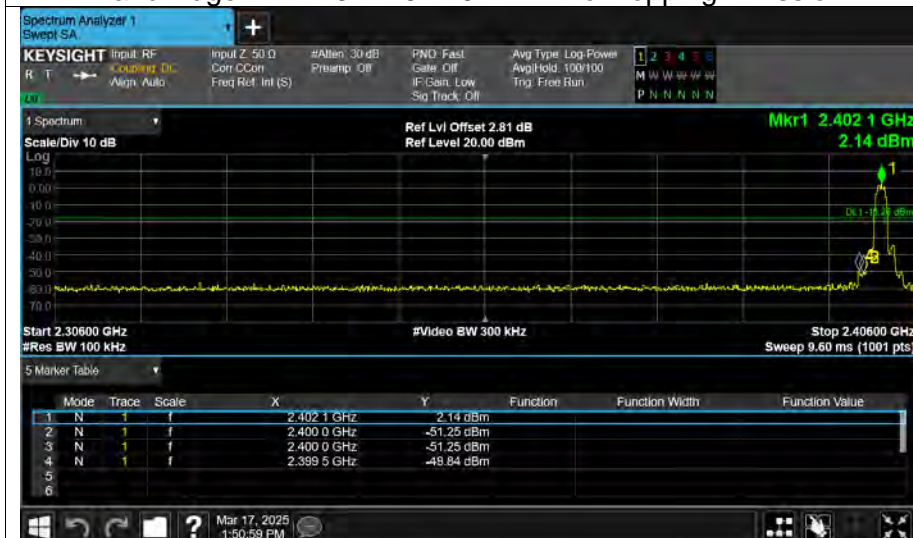 Spectrum Analyzer 1
Swept SA
+
KEYSIGHT Input: RF Input Z: 50 Ω #Atten: 30 dB PNO: Fast Avg Type: Log-Power 1 2 3 4 5 6
R T Coupling: DC Corr CCorr Preamp: Off Gate: Off Avg|Hold: 100/100 M W W W W W
Align: Auto Freq Ref: Int (S) IF Gain: Low Trig: Free Run
Sig Track: Off P N N N N N
1 Spectrum
Ref Lvl Offset 2.81 dB Mkr1 2.402 1 GHz
Scale/Div 10 dB Ref Level 20.00 dBm 2.14 dBm
Log
10.0
0.00
-10.0
-20.0
-30.0
-40.0
-50.0
-60.0
-70.0
1
Start 2.30600 GHz #Video BW 300 kHz Stop 2.40600 GHz
#Res BW 100 kHz Sweep 9.60 ms (1001 pts)
5 Marker Table
Mode Trace Scale X Y Function Function Width Function Value
1 N 1 f 2.402 1 GHz 2.14 dBm
2 N 1 f 2.400 0 GHz -51.25 dBm
3 N 1 f 2.400 0 GHz -51.25 dBm
4 N 1 f 2.399 5 GHz -49.84 dBm
5
6
? Mar 17, 2025
1:50:59 PM